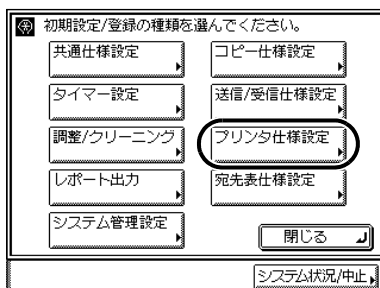 初期設定/登録の種類を選んでください。
共通仕様設定
コピー仕様設定
タイマー設定
送信/受信仕様設定
調整/クリーニング
プリンタ仕様設定
レポート出力
宛先表仕様設定
システム管理設定
閉じる
システム状況/中止